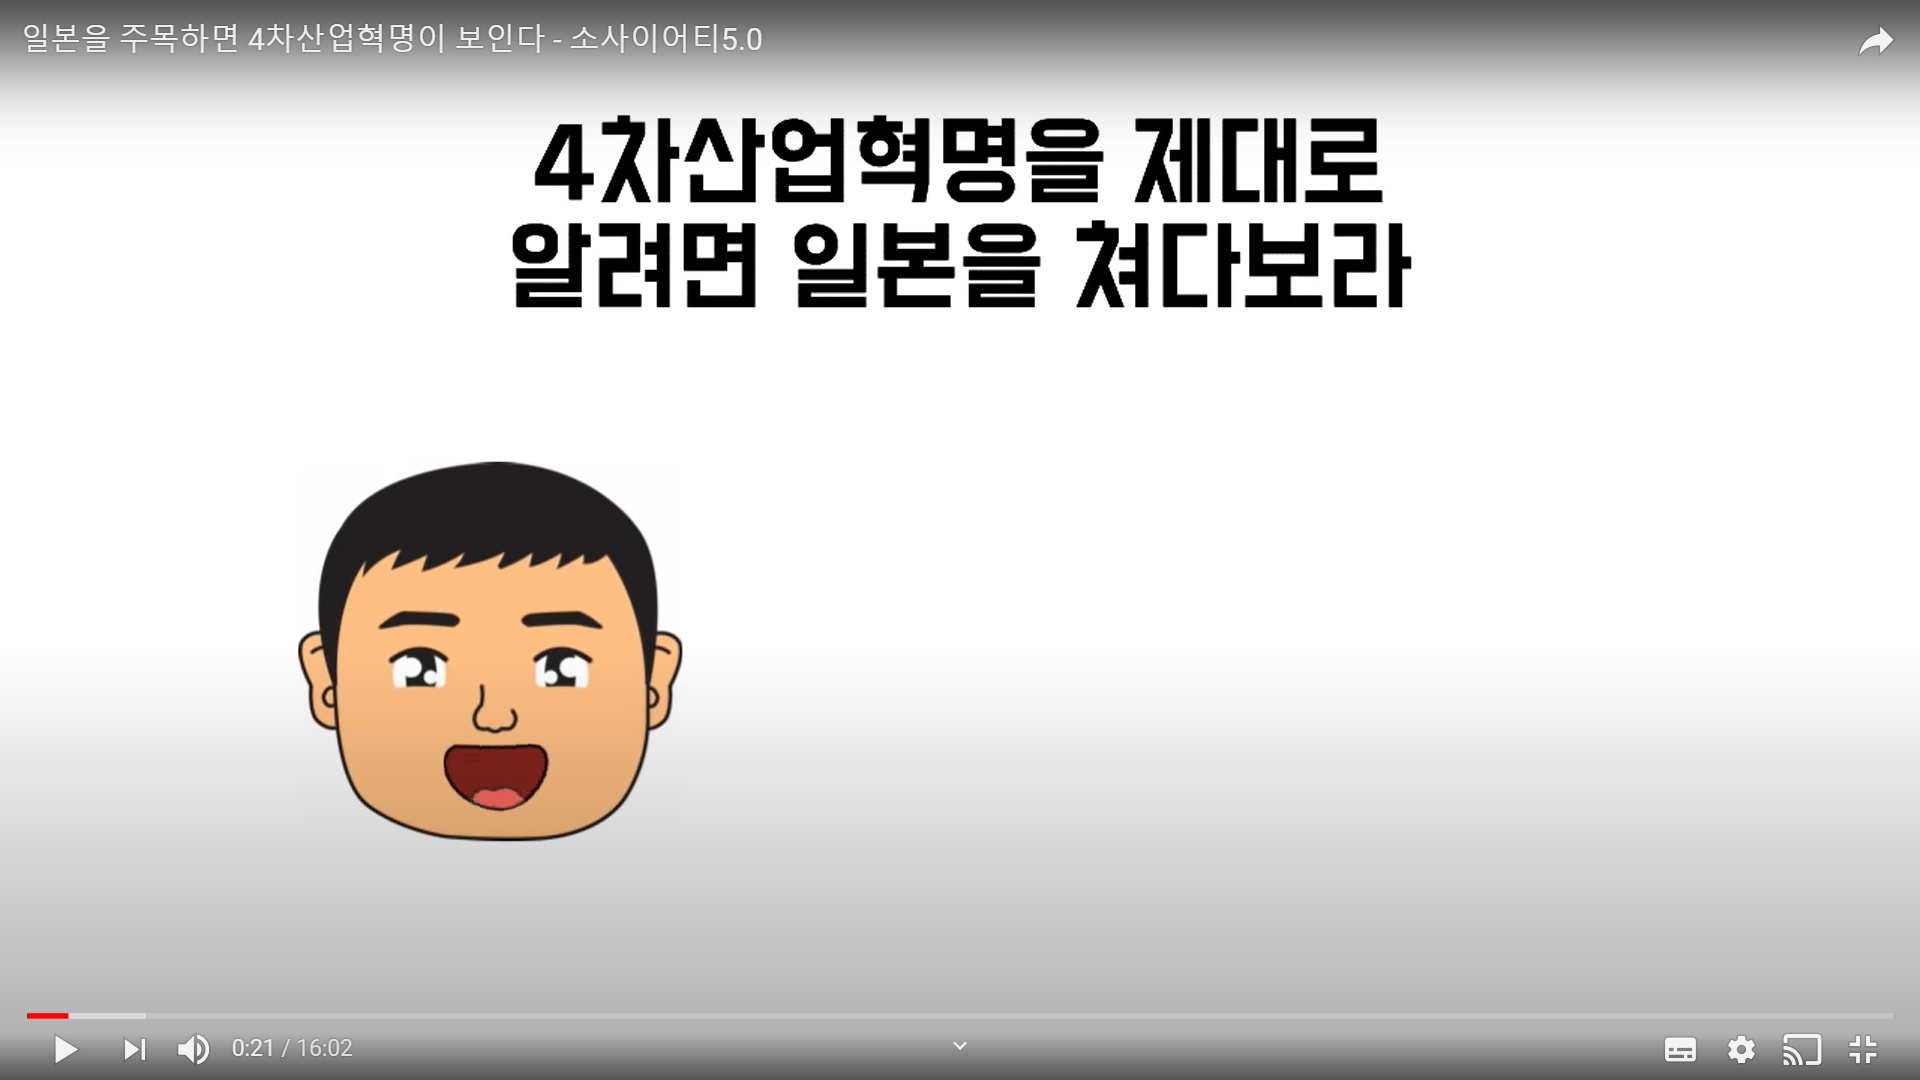 일본을 주목하면 4차산업혁명이 보인다 - 소사이어티5.0
4차산업혁명을 제대로
알려면 일본을 쳐다보라
0:21 / 16:02